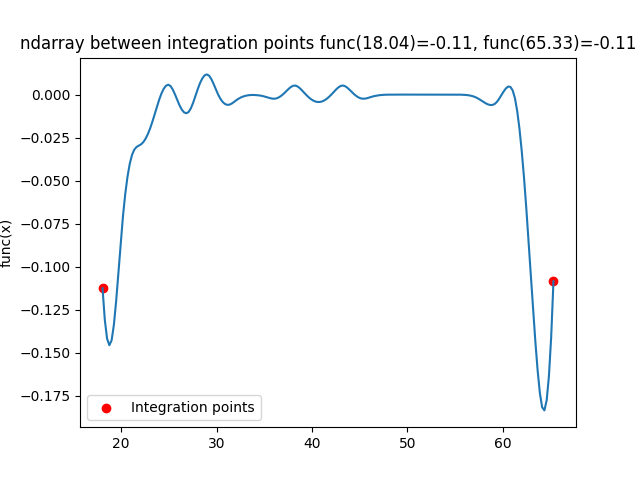 ndarray between integration points func(18.04)=-0.11, func(65.33)=-0.11
0.000
−0.025
−0.050
−0.075
−0.100
−0.125
−0.150
−0.175
func(x)
Integration points
20 30 40 50 60